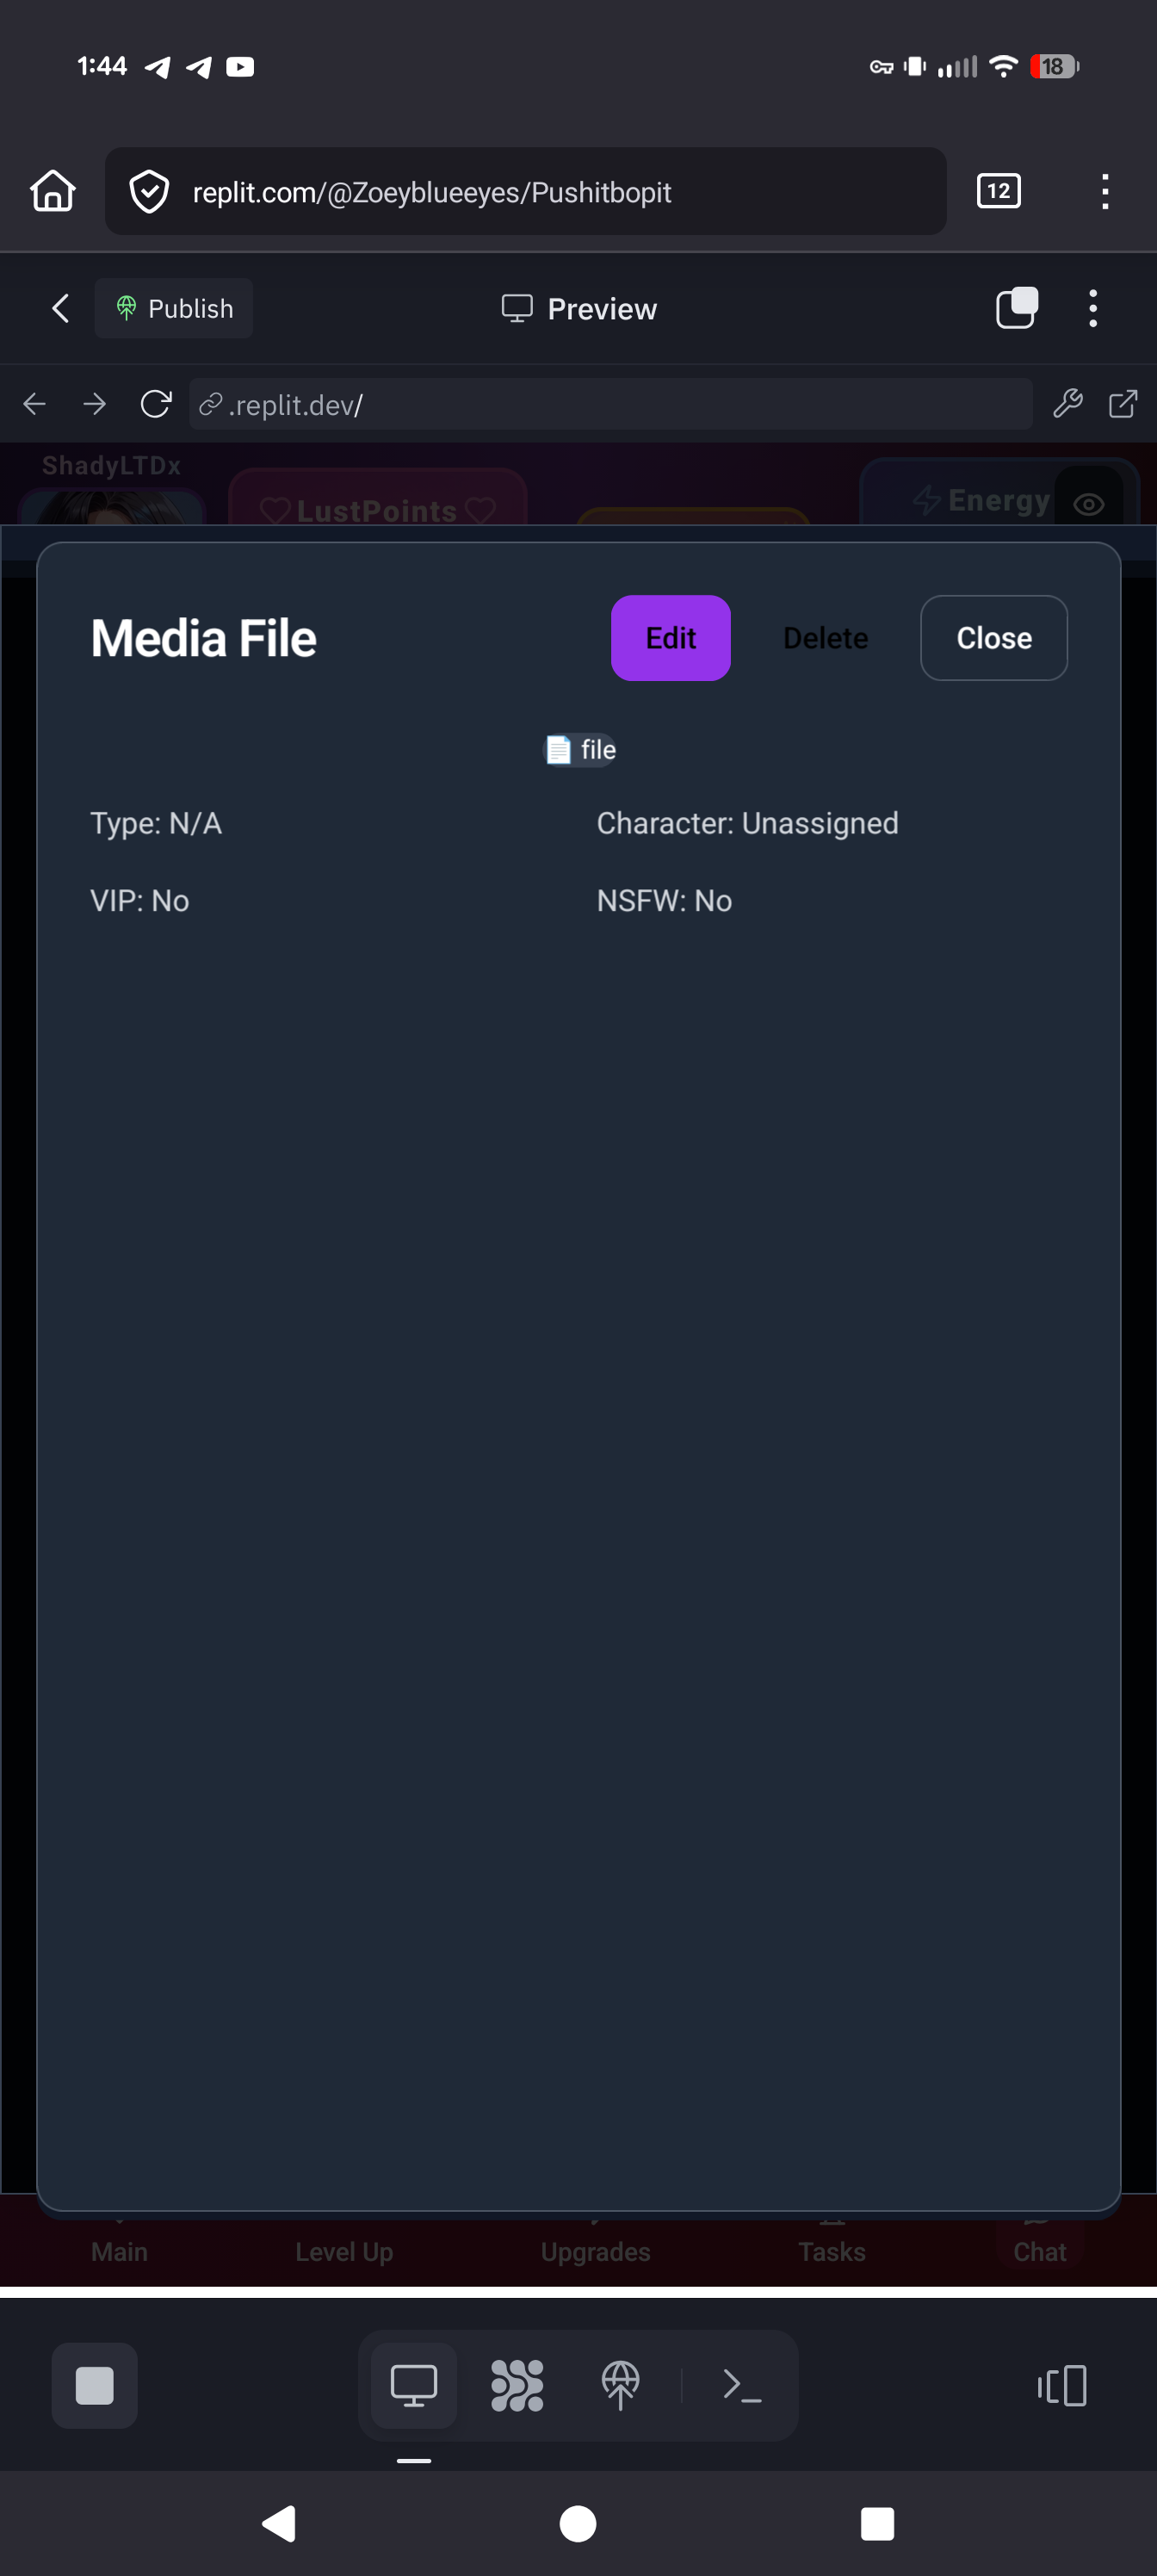 1:44
18
replit.com/@Zoeyblueeyes/Pushitbopit
12
Publish
Preview
.replit.dev/
ShadyLTDx
LustPoints
Energy
Media File
Edit
Delete
Close
file
Type: N/A
Character: Unassigned
VIP: No
NSFW: No
Main
Level Up
Upgrades
Tasks
Chat